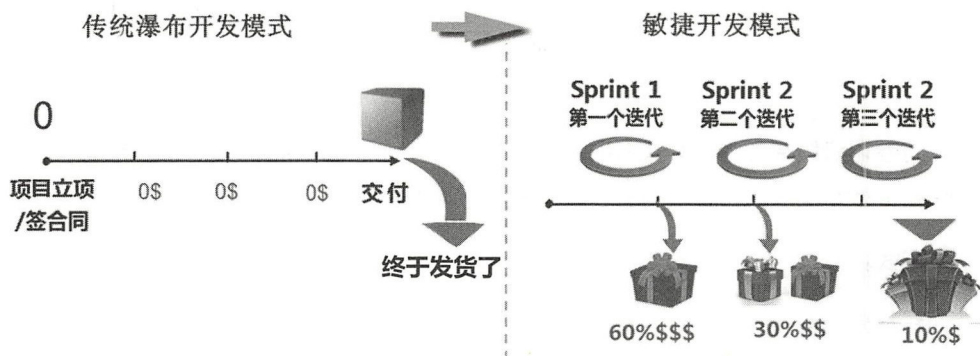 传统瀑布开发模式
敏捷开发模式
0
项目立项
/签合同
0$
0$
0$
交付
终于发货了
Sprint 1
第一个迭代
Sprint 2
第二个迭代
Sprint 2
第三个迭代
60%$$$
30%$$
10%$